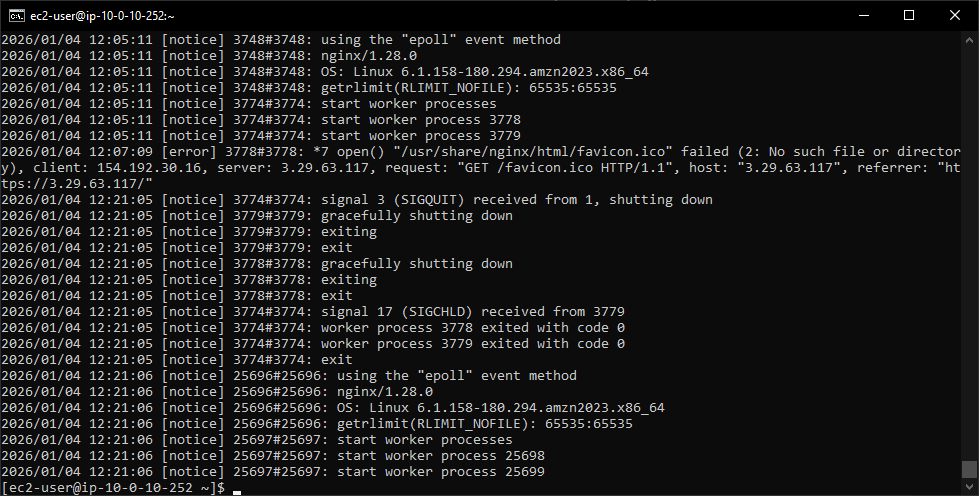 ec2-user@ip-10-0-10-252:~
2026/01/04 12:05:11 [notice] 3748#3748: using the "epoll" event method
2026/01/04 12:05:11 [notice] 3748#3748: nginx/1.28.0
2026/01/04 12:05:11 [notice] 3748#3748: OS: Linux 6.1.158-180.294.amzn2023.x86_64
2026/01/04 12:05:11 [notice] 3748#3748: getrlimit(RLIMIT_NOFILE): 65535:65535
2026/01/04 12:05:11 [notice] 3774#3774: start worker processes
2026/01/04 12:05:11 [notice] 3774#3774: start worker process 3778
2026/01/04 12:05:11 [notice] 3774#3774: start worker process 3779
2026/01/04 12:07:09 [error] 3778#3778: *7 open() "/usr/share/nginx/html/favicon.ico" failed (2: No such file or director
y), client: 154.192.30.16, server: 3.29.63.117, request: "GET /favicon.ico HTTP/1.1", host: "3.29.63.117", referrer: "ht
tps://3.29.63.117/"
2026/01/04 12:21:05 [notice] 3774#3774: signal 3 (SIGQUIT) received from 1, shutting down
2026/01/04 12:21:05 [notice] 3779#3779: gracefully shutting down
2026/01/04 12:21:05 [notice] 3779#3779: exiting
2026/01/04 12:21:05 [notice] 3779#3779: exit
2026/01/04 12:21:05 [notice] 3778#3778: gracefully shutting down
2026/01/04 12:21:05 [notice] 3778#3778: exiting
2026/01/04 12:21:05 [notice] 3778#3778: exit
2026/01/04 12:21:05 [notice] 3774#3774: signal 17 (SIGCHLD) received from 3779
2026/01/04 12:21:05 [notice] 3774#3774: worker process 3778 exited with code 0
2026/01/04 12:21:05 [notice] 3774#3774: worker process 3779 exited with code 0
2026/01/04 12:21:05 [notice] 3774#3774: exit
2026/01/04 12:21:06 [notice] 25696#25696: using the "epoll" event method
2026/01/04 12:21:06 [notice] 25696#25696: nginx/1.28.0
2026/01/04 12:21:06 [notice] 25696#25696: OS: Linux 6.1.158-180.294.amzn2023.x86_64
2026/01/04 12:21:06 [notice] 25696#25696: getrlimit(RLIMIT_NOFILE): 65535:65535
2026/01/04 12:21:06 [notice] 25697#25697: start worker processes
2026/01/04 12:21:06 [notice] 25697#25697: start worker process 25698
2026/01/04 12:21:06 [notice] 25697#25697: start worker process 25699
[ec2-user@ip-10-0-10-252 ~]$